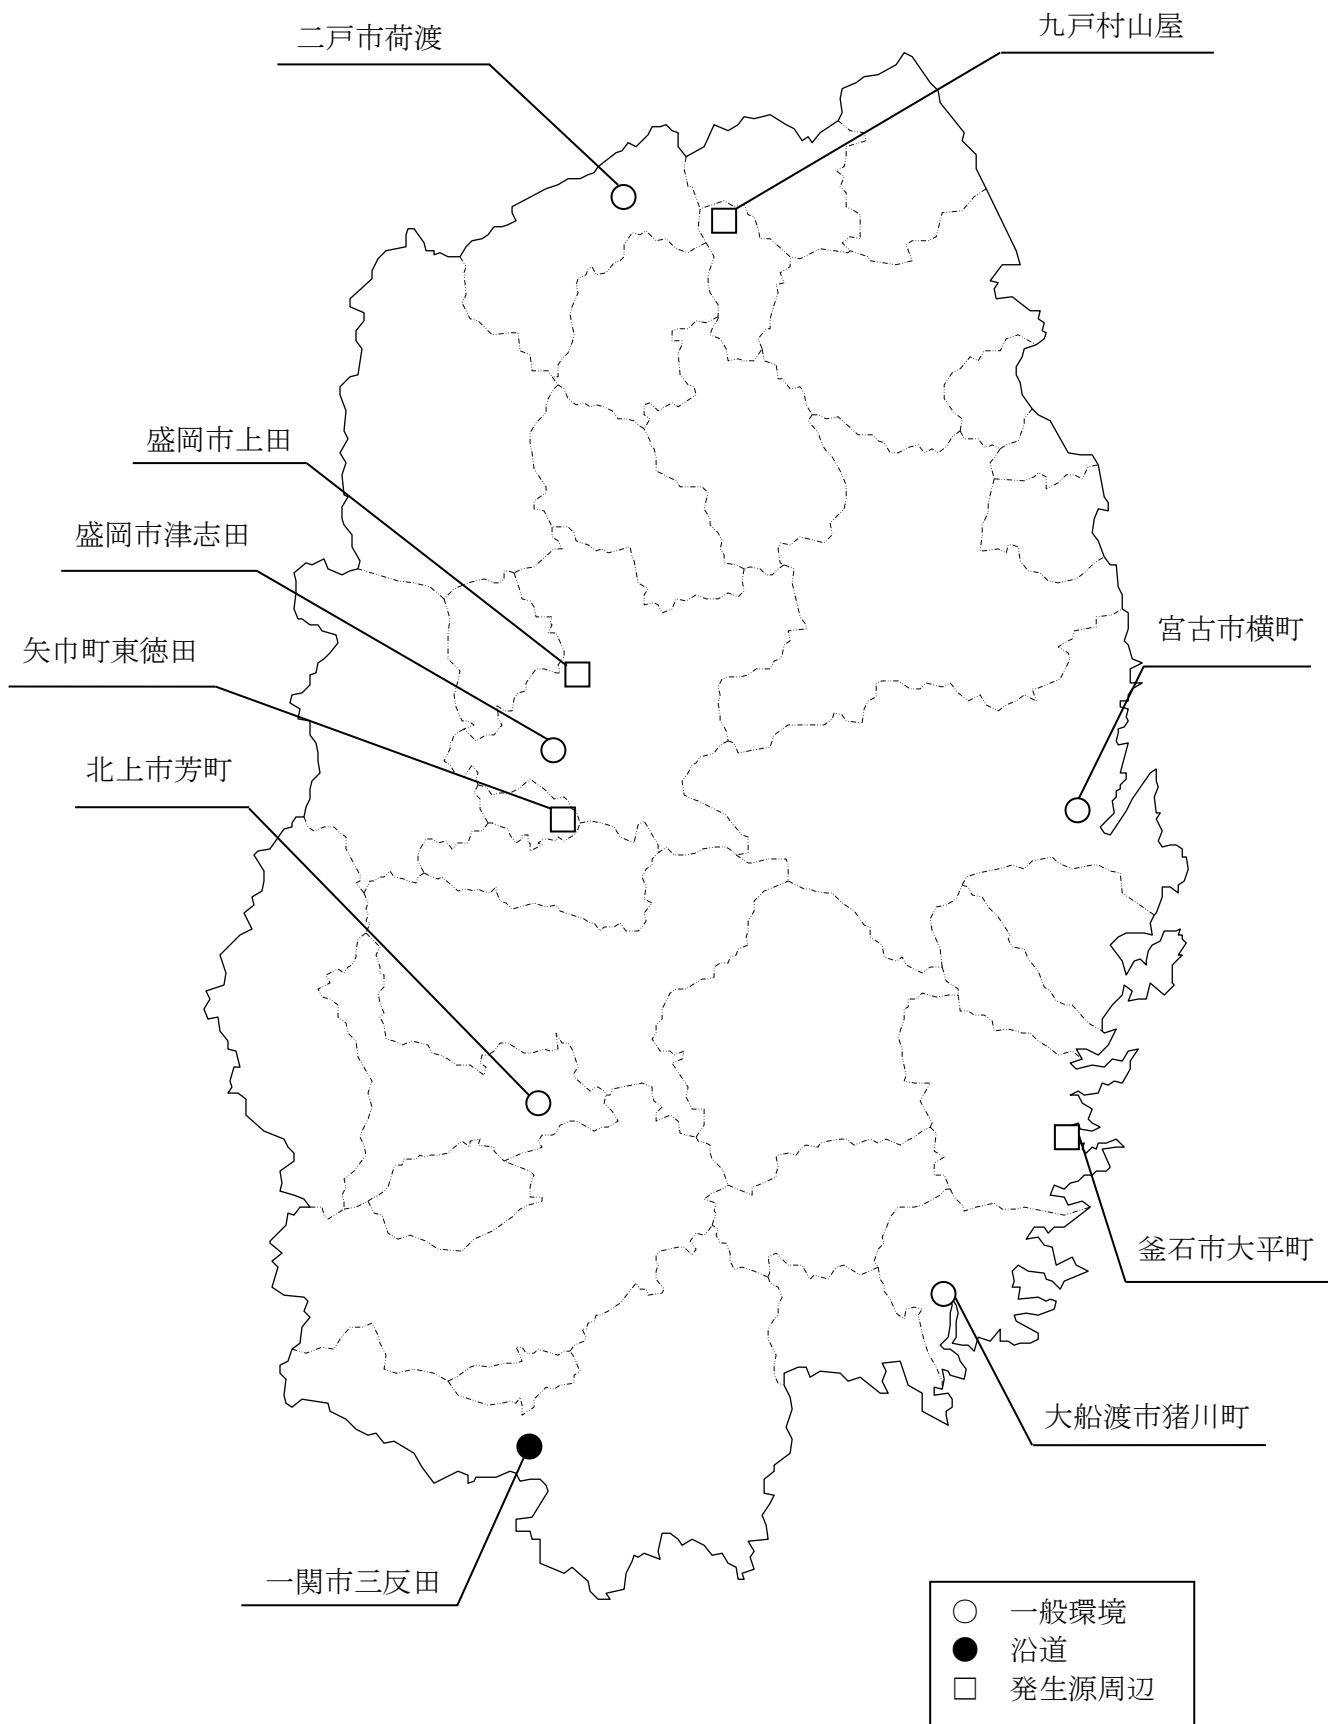 九戸村山屋
二戸市荷渡
盛岡市上田
盛岡市津志田
宮古市横町
矢巾町東徳田
北上市芳町
釜石市大平町
大船渡市猪川町
一関市三反田
○ 一般環境
● 沿道
□ 発生源周辺